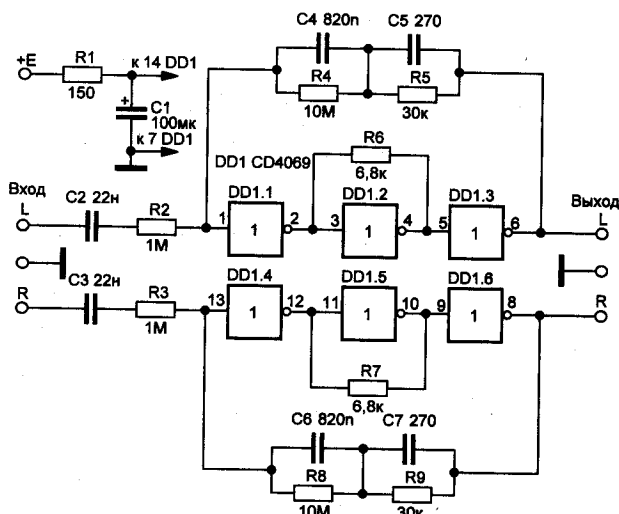 C4 820п C5 270
+E R1 к 14 DD1
150
R4 R5
10M 30к
+ C1
100мк
к 7 DD1
R6
6,8к
DD1 CD4069
Вход
L
C2 22н R2
1M
DD1.1 DD1.2 DD1.3
1 1 2 3 1 4 5 1 6
Выход
L
C3 22н R3
R 1M
DD1.4 DD1.5 DD1.6
13 1 12 11 1 10 9 1 8
R
R7
6,8к
C6 820п C7 270
R8 R9
10M 30к